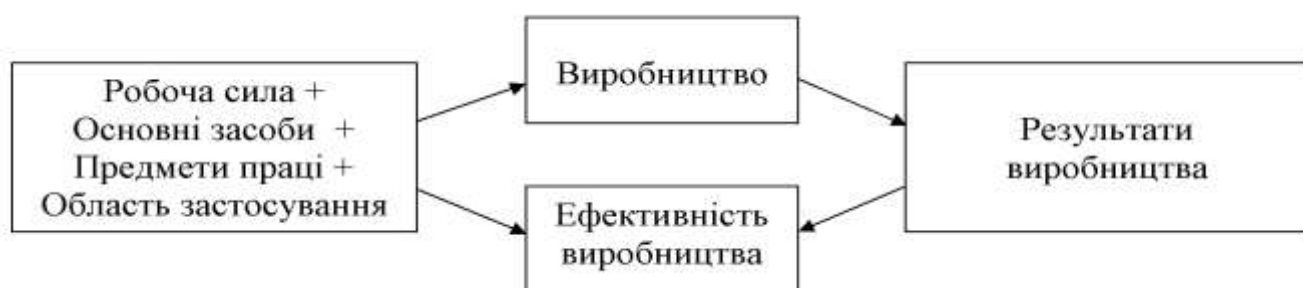 Робоча сила +
Основні засоби +
Предмети праці +
Область застосування
Виробництво
Ефективність
виробництва
Результати
виробництва